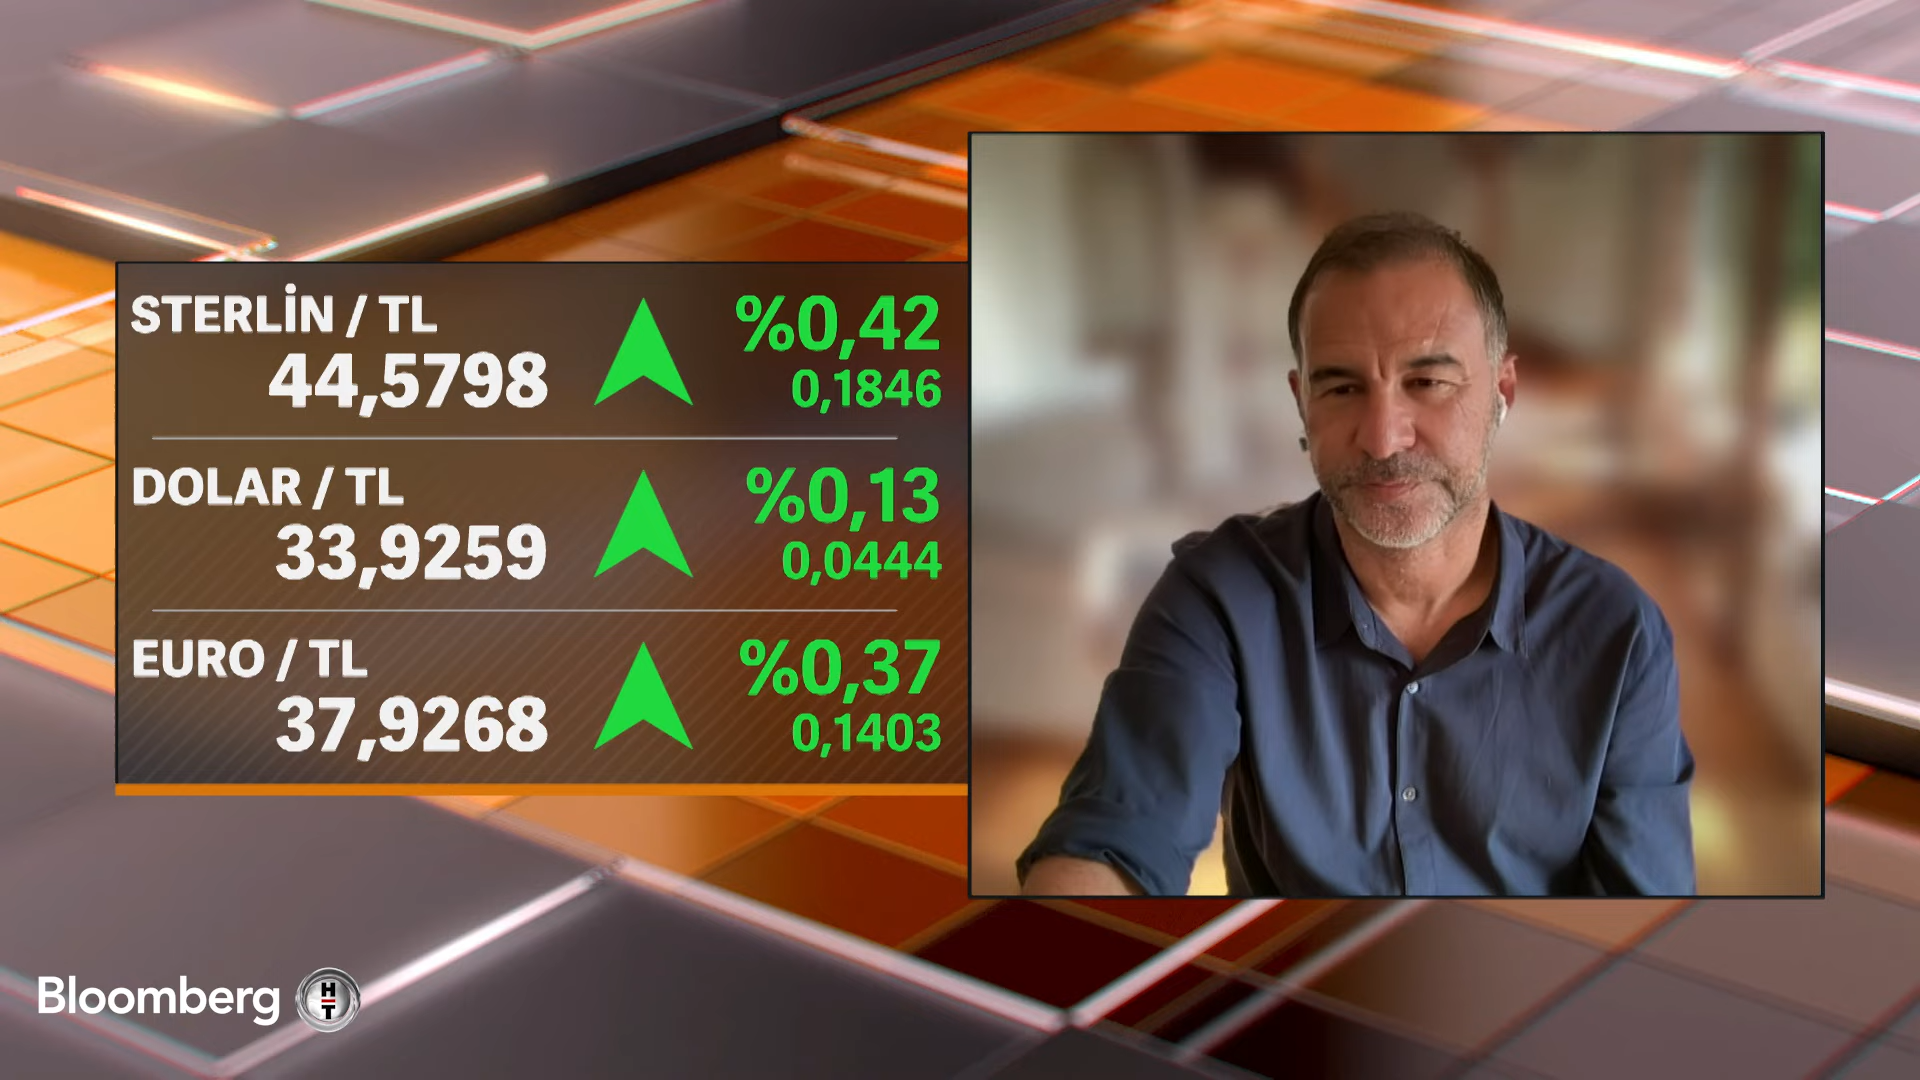 STERLİN / TL
44,5798
%0,42
0,1846
DOLAR / TL
33,9259
%0,13
0,0444
EURO / TL
37,9268
%0,37
0,1403
Bloomberg HT